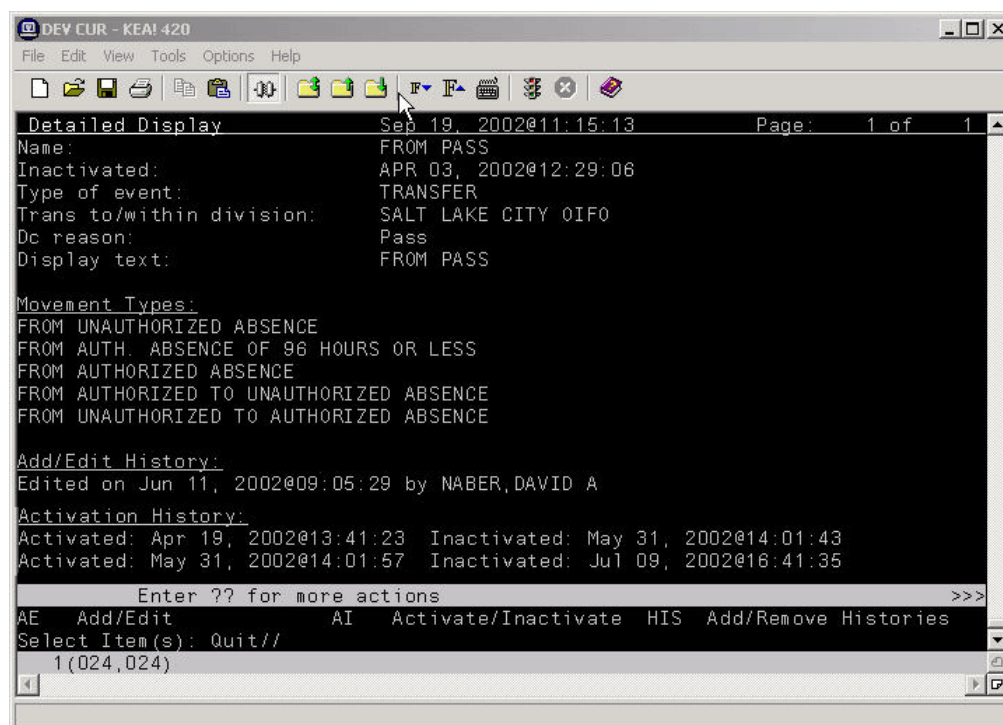 DEV CUR - KEA! 420
File Edit View Tools Options Help
Detailed Display Sep 19, 2002@11:15:13 Page: 1 of 1
Name: FROM PASS
Inactivated: APR 03, 2002@12:29:06
Type of event: TRANSFER
Trans to/within division: SALT LAKE CITY OIFO
Dc reason: Pass
Display text: FROM PASS
Movement Types:
FROM UNAUTHORIZED ABSENCE
FROM AUTH. ABSENCE OF 96 HOURS OR LESS
FROM AUTHORIZED ABSENCE
FROM AUTHORIZED TO UNAUTHORIZED ABSENCE
FROM UNAUTHORIZED TO AUTHORIZED ABSENCE
Add/Edit History:
Edited on Jun 11, 2002@09:05:29 by NABER,DAVID A
Activation History:
Activated: Apr 19, 2002@13:41:23 Inactivated: May 31, 2002@14:01:43
Activated: May 31, 2002@14:01:57 Inactivated: Jul 09, 2002@16:41:35
Enter ?? for more actions >>>
AE Add/Edit AI Activate/Inactivate HIS Add/Remove Histories
Select Item(s): Quit//
1(024,024)